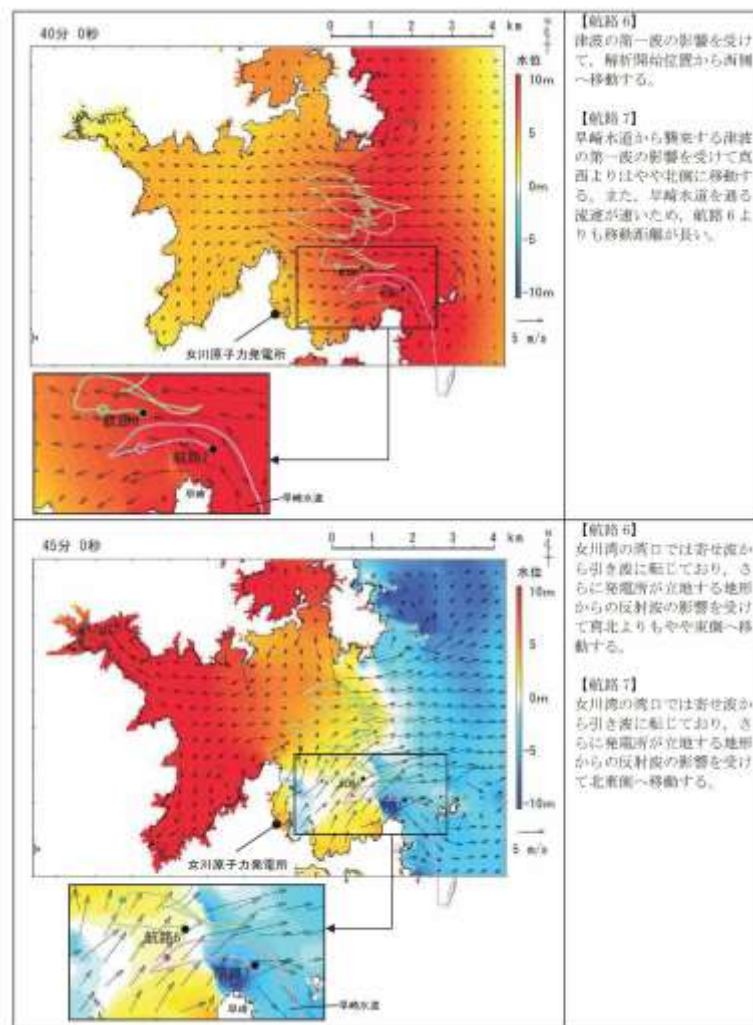 40分 0秒
0 1 2 3 4
km
水位
10m
5
0m
-5
-10m
5 m/s
女川原子力発電所
航路6
航路7
早崎
早崎水道
【航路6】
津波の第一波の影響を受け
て，解析開始位置から西側
へ移動する。
【航路7】
早崎水道から襲来する津波
の第一波の影響を受けて真
西よりはやや北側に移動す
る。また，早崎水道を通る
流速が速いため，航路6よ
りも移動距離が長い。
45分 0秒
0 1 2 3 4
km
水位
10m
5
0m
-5
-10m
5 m/s
女川原子力発電所
航路6
早崎
早崎水道
【航路6】
女川湾の湾口では寄せ波か
ら引き波に転じており，さ
らに発電所が立地する地形
からの反射波の影響を受け
て真北よりもやや東側へ移
動する。
【航路7】
女川湾の湾口では寄せ波か
ら引き波に転じており，さ
らに発電所が立地する地形
からの反射波の影響を受け
て北東側へ移動する。